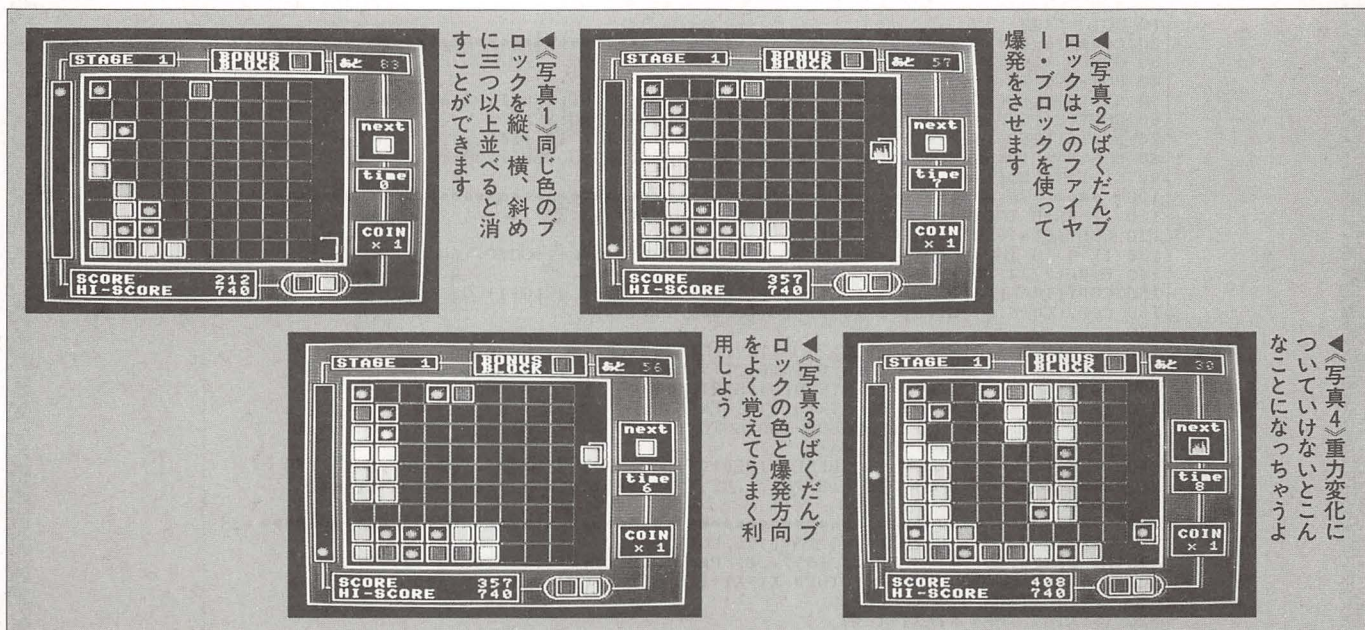 ◀《写真1》同じ色のブ
ロックを縦、横、斜め
に三つ以上並べると消
すことができます
STAGE 1
BONUS
BLOCK
あと 83
next
time
0
COIN
× 1
SCORE 212
HI-SCORE 740
◀《写真2》ばくだんブ
ロックはこのファイヤ
ー・ブロックを使って
爆発をさせます
STAGE 1
BONUS
BLOCK
あと 57
next
time
7
COIN
× 1
SCORE 357
HI-SCORE 740
◀《写真3》ばくだんブ
ロックの色と爆発方向
をよく覚えてうまく利
用しよう
STAGE 1
BONUS
BLOCK
あと 56
next
time
6
COIN
× 1
SCORE 357
HI-SCORE 740
◀《写真4》重力変化に
ついていけないとこん
なことになっちゃうよ
STAGE 1
BONUS
BLOCK
あと 30
next
time
8
COIN
× 1
SCORE 408
HI-SCORE 740